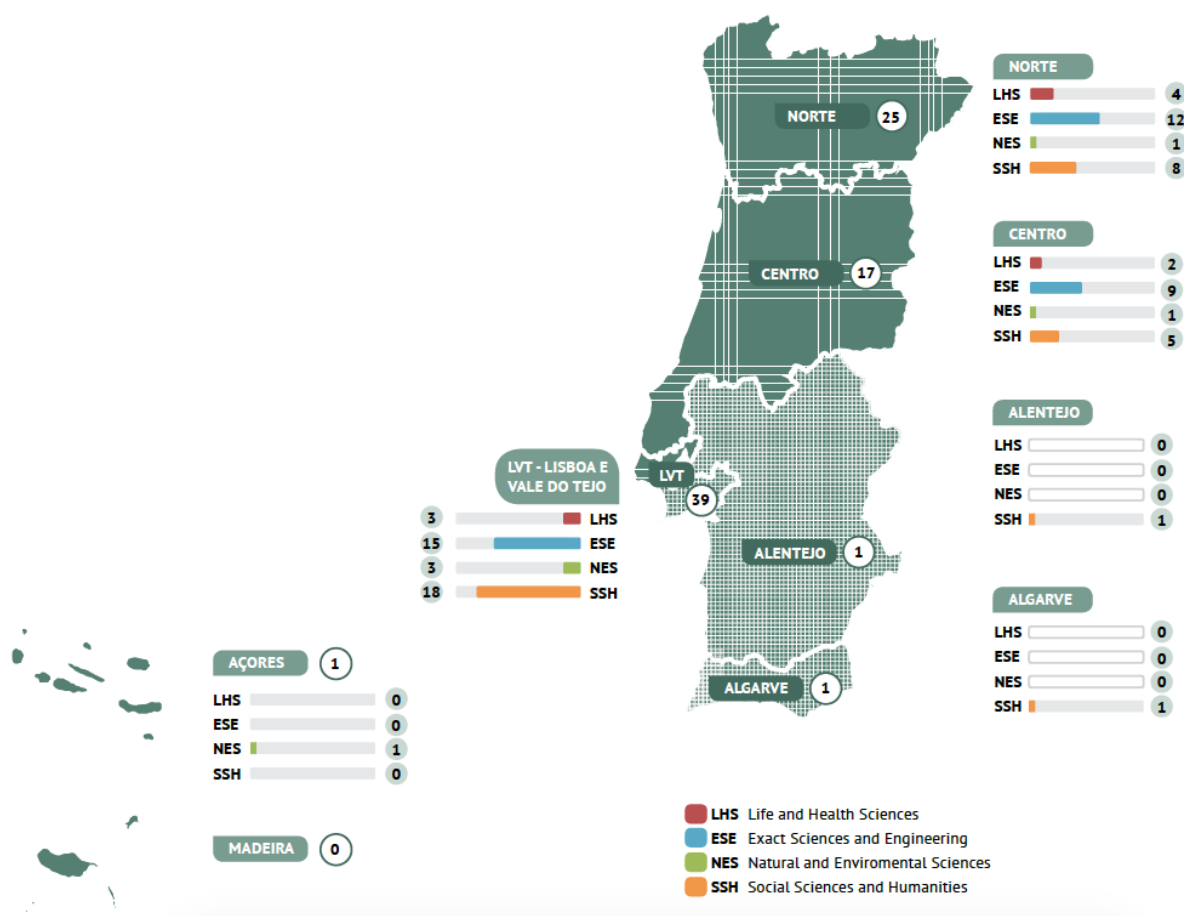 NORTE
25
CENTRO
17
LVT
39
ALENTEJO
1
ALGARVE
1
NORTE
LHS 4
ESE 12
NES 1
SSH 8
CENTRO
LHS 2
ESE 9
NES 1
SSH 5
ALENTEJO
LHS 0
ESE 0
NES 0
SSH 1
ALGARVE
LHS 0
ESE 0
NES 0
SSH 1
LVT - LISBOA E
VALE DO TEJO
3 LHS
15 ESE
3 NES
18 SSH
AÇORES 1
LHS 0
ESE 0
NES 1
SSH 0
MADEIRA 0
LHS Life and Health Sciences
ESE Exact Sciences and Engineering
NES Natural and Enviromental Sciences
SSH Social Sciences and Humanities